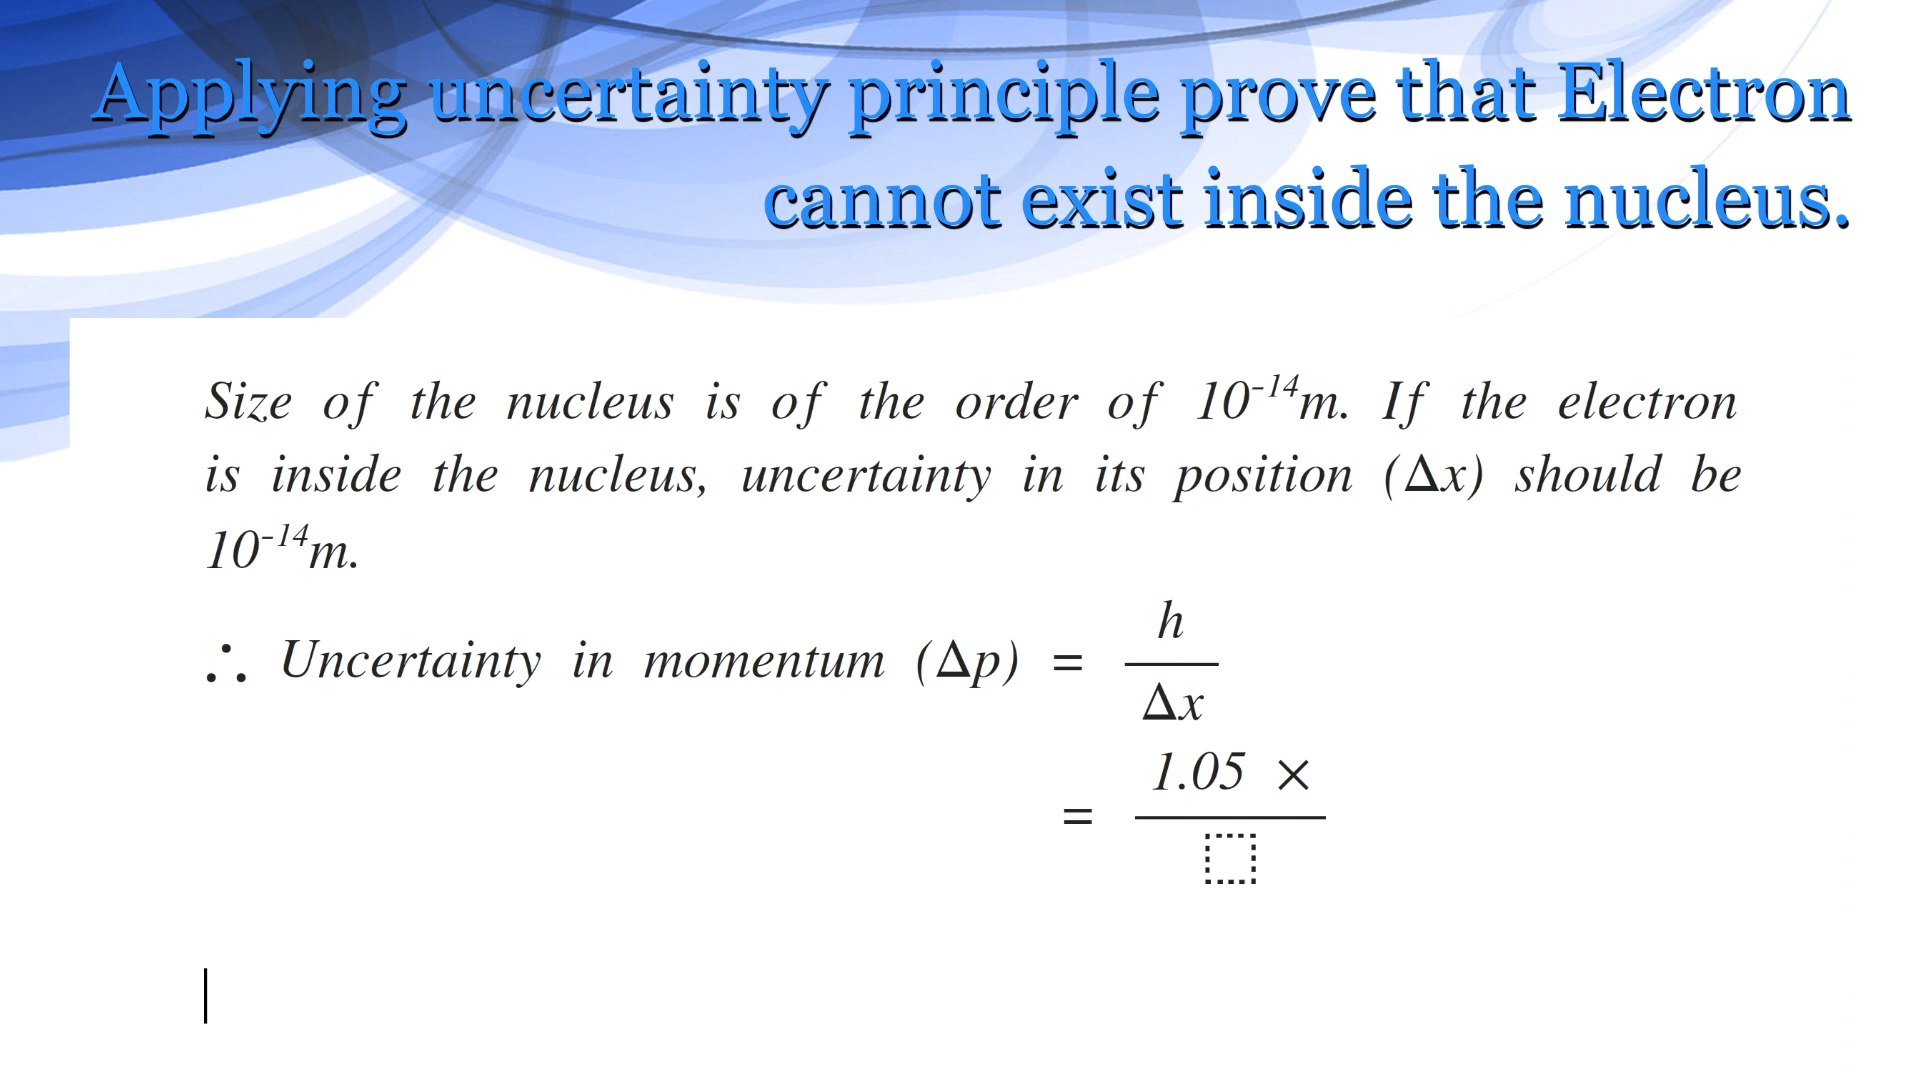 Applying uncertainty principle prove that Electron
cannot exist inside the nucleus.
Size of the nucleus is of the order of 10⁻¹⁴m. If the electron
is inside the nucleus, uncertainty in its position (Δx) should be
10⁻¹⁴m.
∴ Uncertainty in momentum (Δp) = h / Δx
= 1.05 × / ⬚